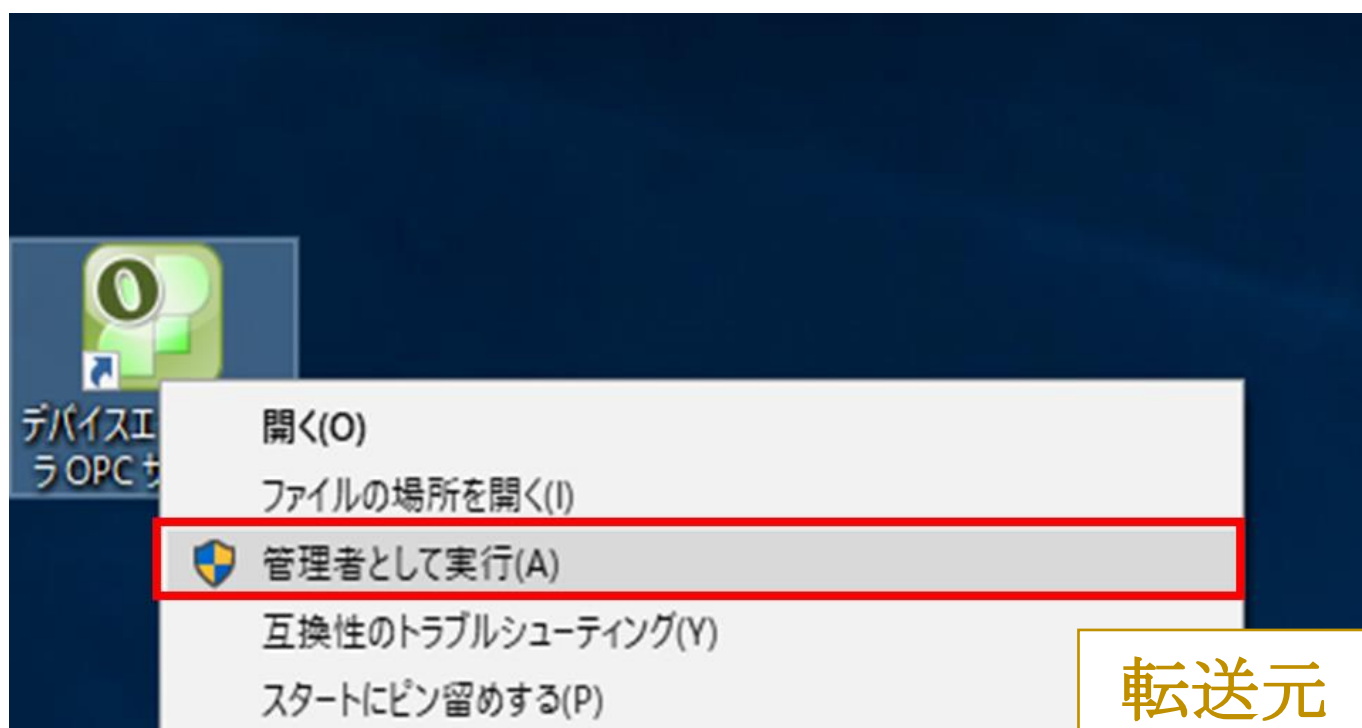 デバイスエ
ラ OPC サ
開く(O)
ファイルの場所を開く(I)
管理者として実行(A)
互換性のトラブルシューティング(Y)
スタートにピン留めする(P)
転送元